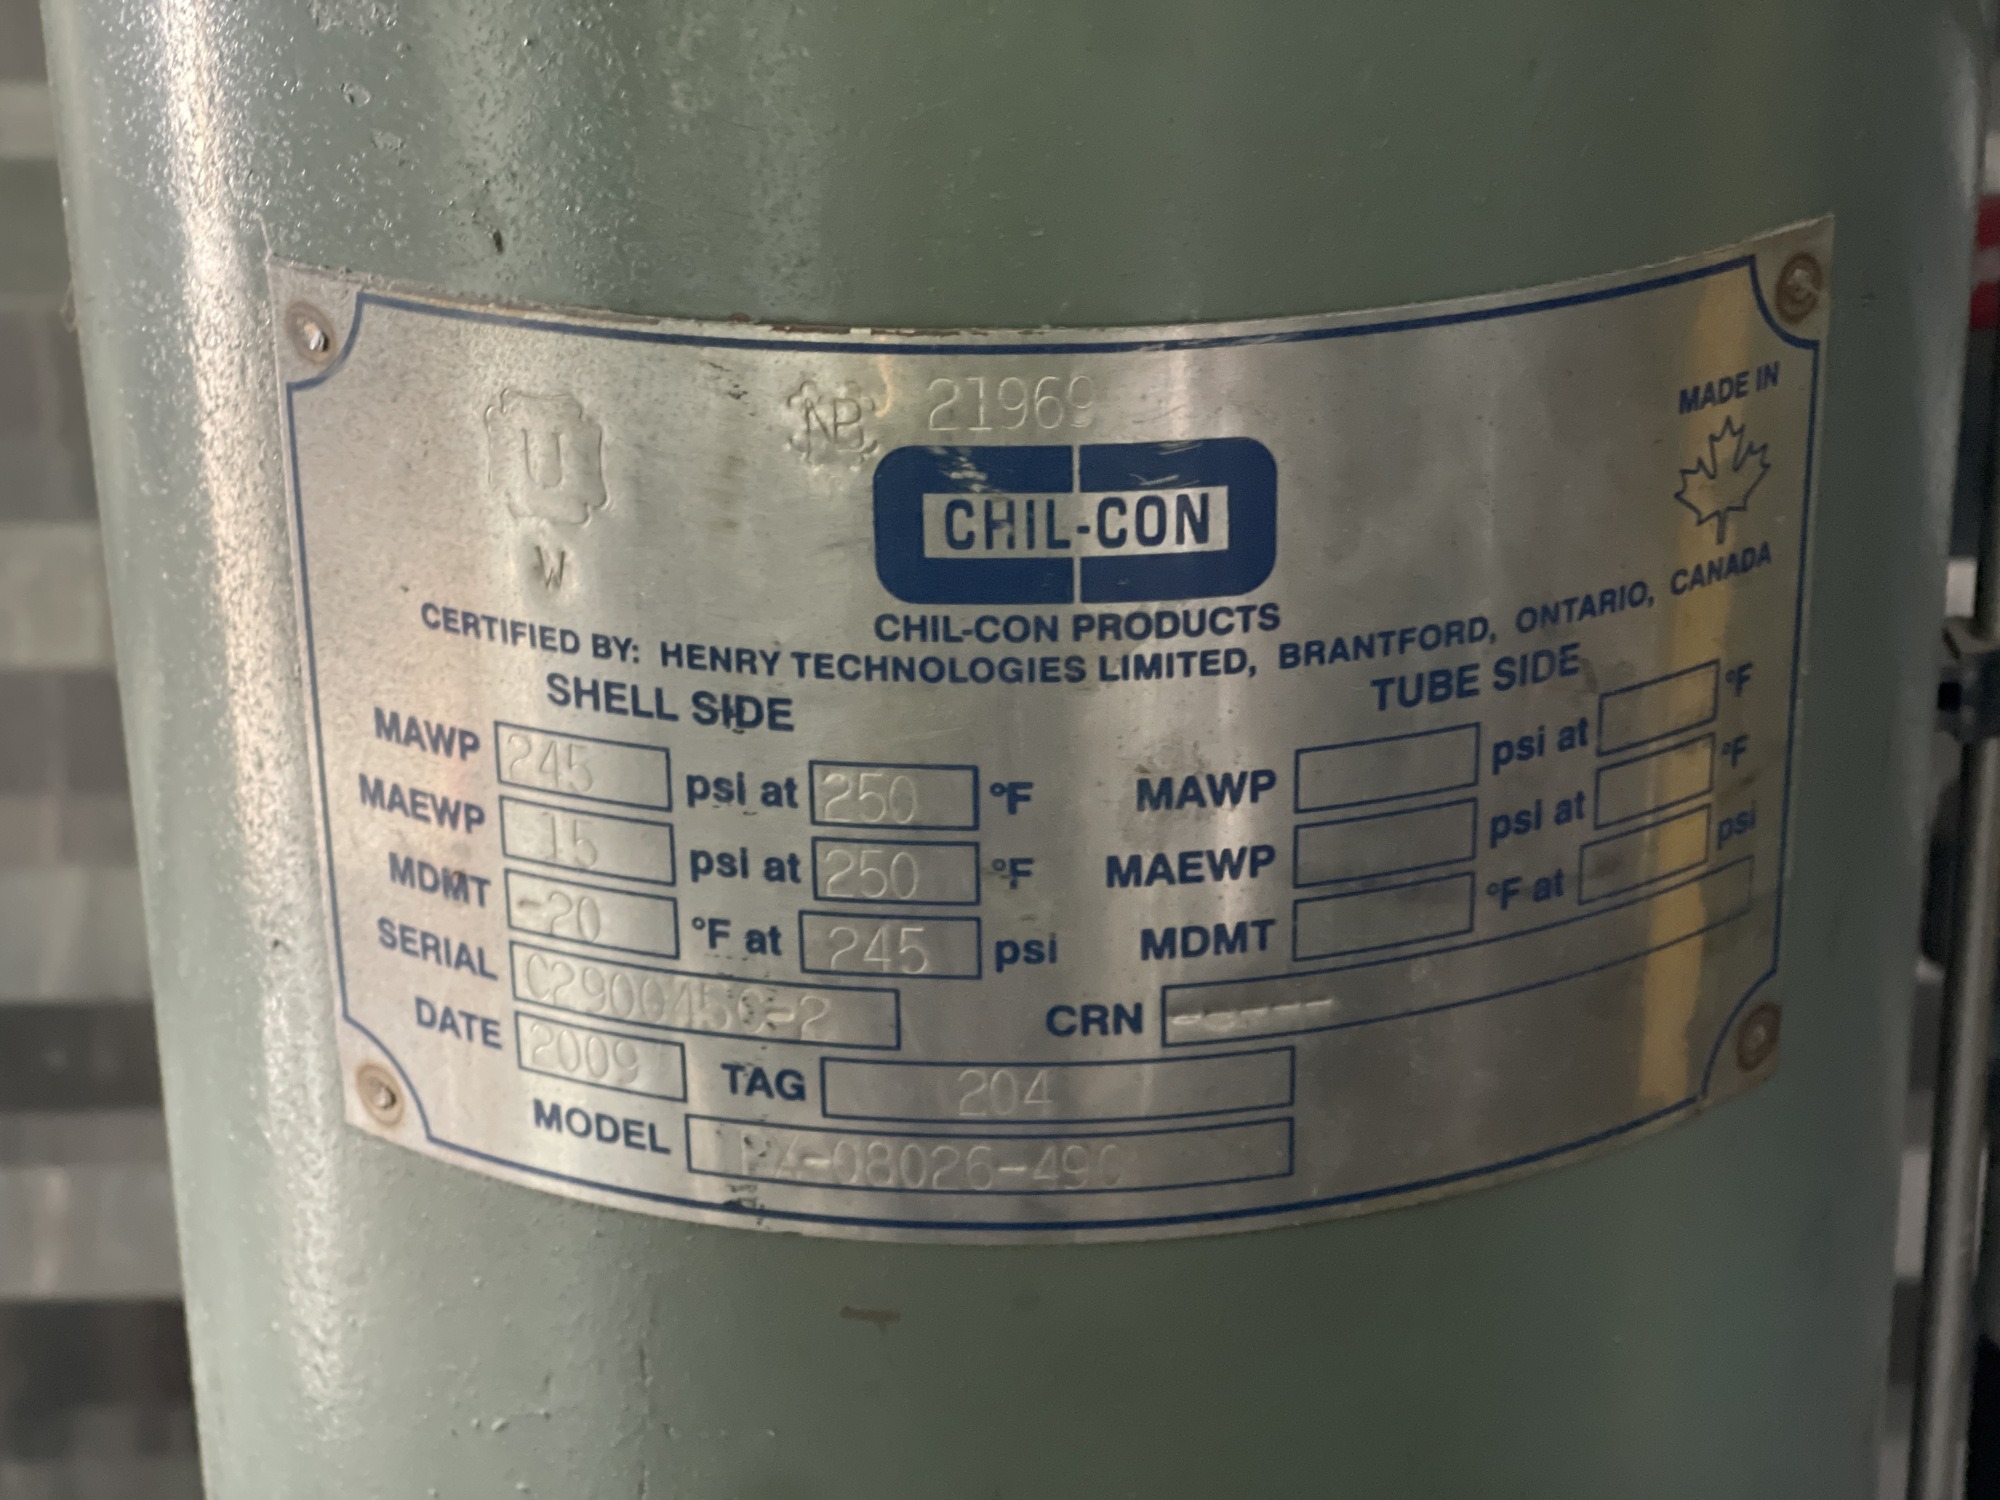 U
NB 21969
W
CHIL-CON
MADE IN
CANADA
CHIL-CON PRODUCTS
CERTIFIED BY: HENRY TECHNOLOGIES LIMITED, BRANTFORD, ONTARIO,
SHELL SIDE
TUBE SIDE
MAWP 245 psi at 250 °F
MAWP psi at °F
MAEWP 15 psi at 250 °F
MAEWP psi at °F
MDMT -20 °F at 245 psi
MDMT °F at psi
SERIAL
CRN
DATE 2009 TAG 204
MODEL